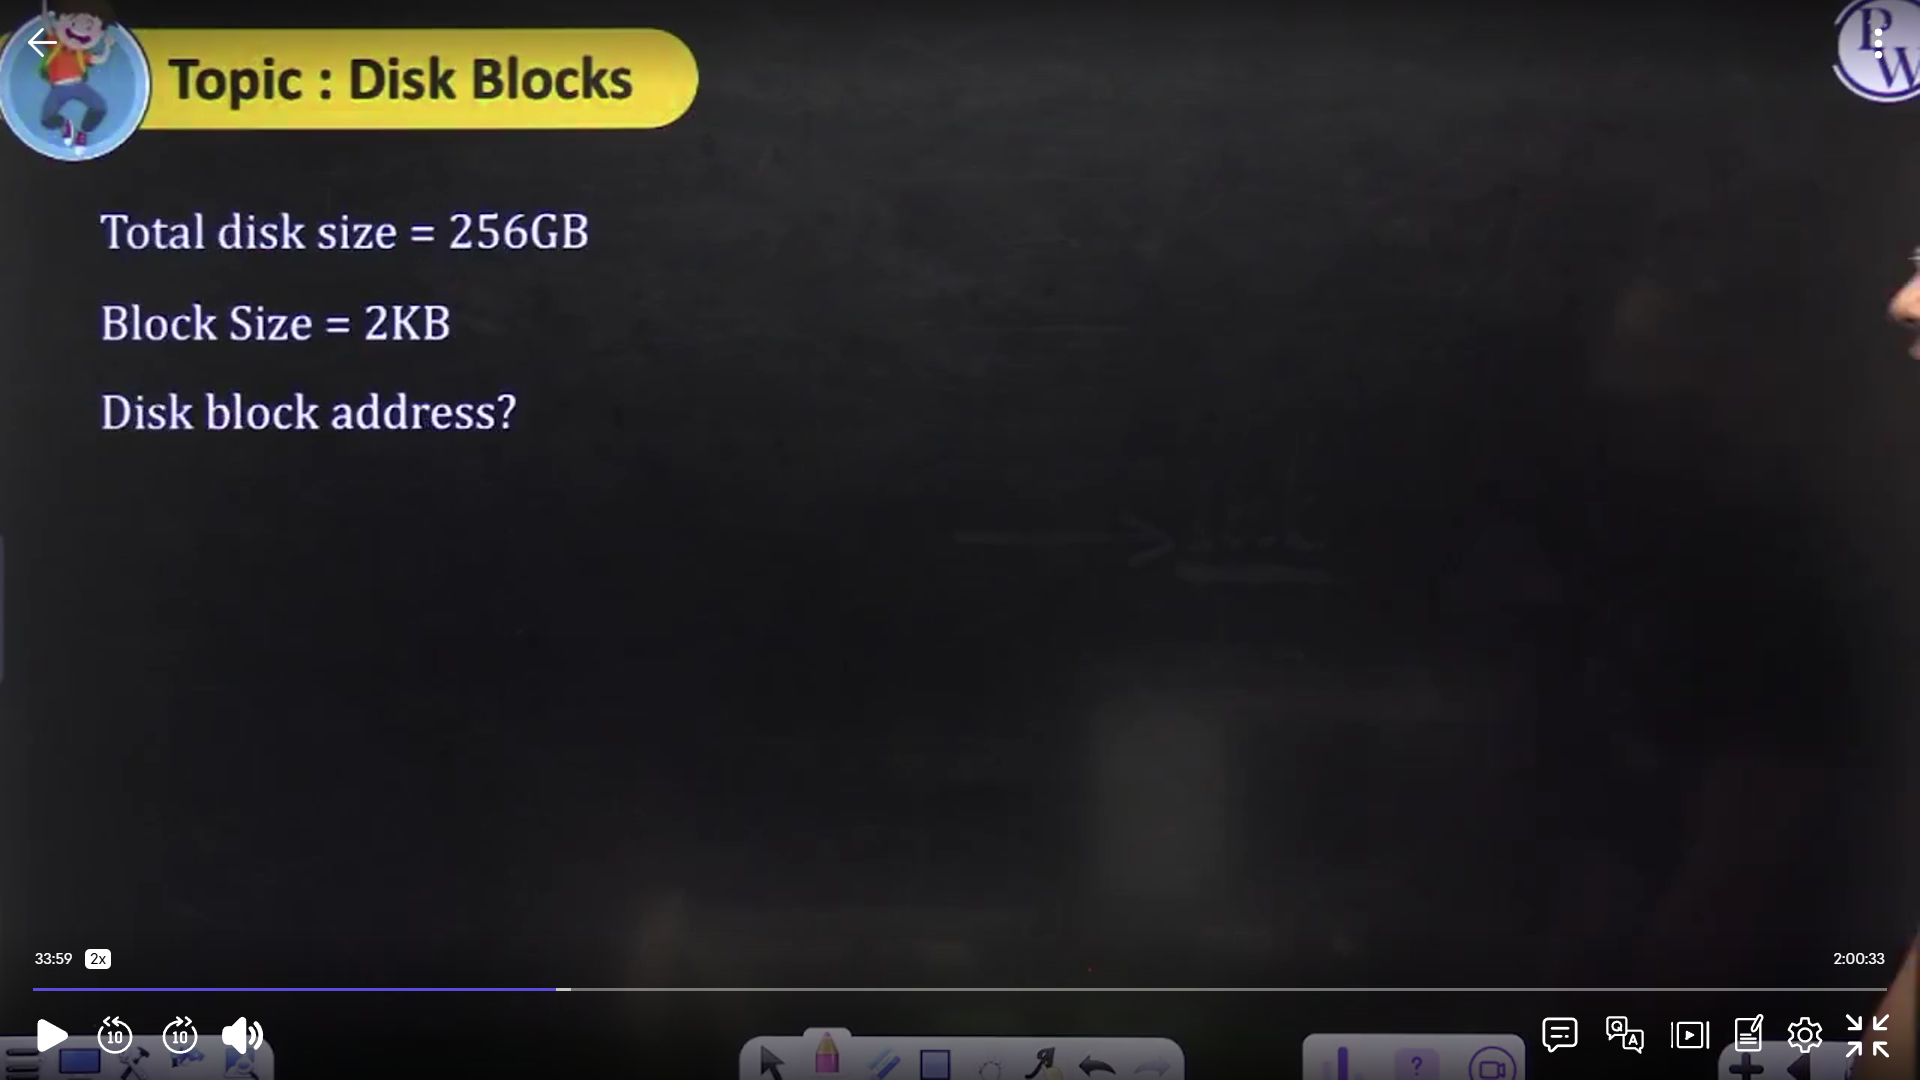 Topic : Disk Blocks
PW
Total disk size = 256GB
Block Size = 2KB
Disk block address?
33:59 2x
2:00:33
10 10
Q A
?